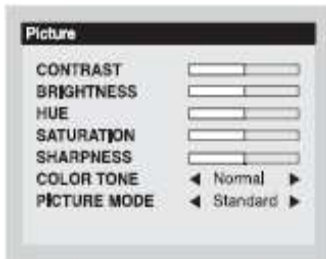 Picture
CONTRAST
BRIGHTNESS
HUE
SATURATION
SHARPNESS
COLOR TONE ◀ Normal ▶
PICTURE MODE ◀ Standard ▶